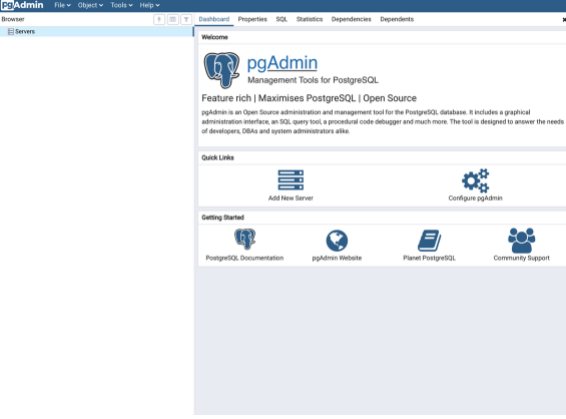 pgAdmin File Object Tools Help
Browser
Dashboard Properties SQL Statistics Dependencies Dependents
Servers
Welcome
pgAdmin
Management Tools for PostgreSQL
Feature rich | Maximises PostgreSQL | Open Source
pgAdmin is an Open Source administration and management tool for the PostgreSQL database. It includes a graphical
administration interface, an SQL query tool, a procedural code debugger and much more. The tool is designed to answer the needs
of developers, DBAs and system administrators alike.
Quick Links
Add New Server Configure pgAdmin
Getting Started
PostgreSQL Documentation pgAdmin Website Planet PostgreSQL Community Support